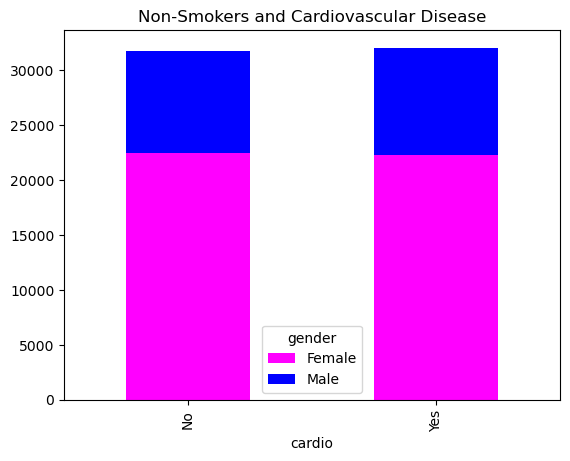 Non-Smokers and Cardiovascular Disease
30000
25000
20000
15000
10000
5000
0
gender
Female
Male
No
Yes
cardio